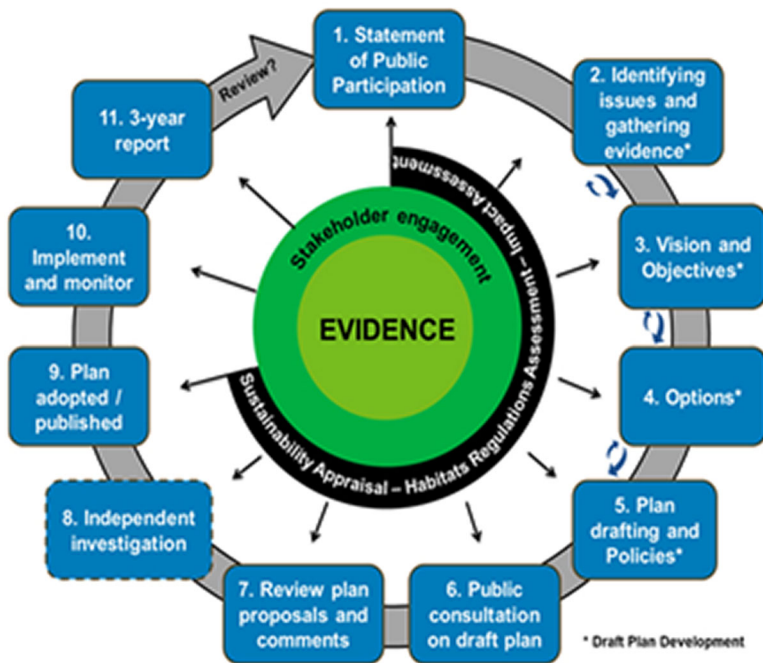 1. Statement
of Public
Participation
2. Identifying
issues and
gathering
evidence*
3. Vision and
Objectives*
4. Options*
5. Plan
drafting and
Policies*
6. Public
consultation
on draft plan
7. Review plan
proposals and
comments
8. Independent
investigation
9. Plan
adopted /
published
10.
Implement
and monitor
11. 3-year
report
Review?
Stakeholder engagement
EVIDENCE
Sustainability Appraisal – Habitats Regulations Assessment – Impact Assessment
* Draft Plan Development